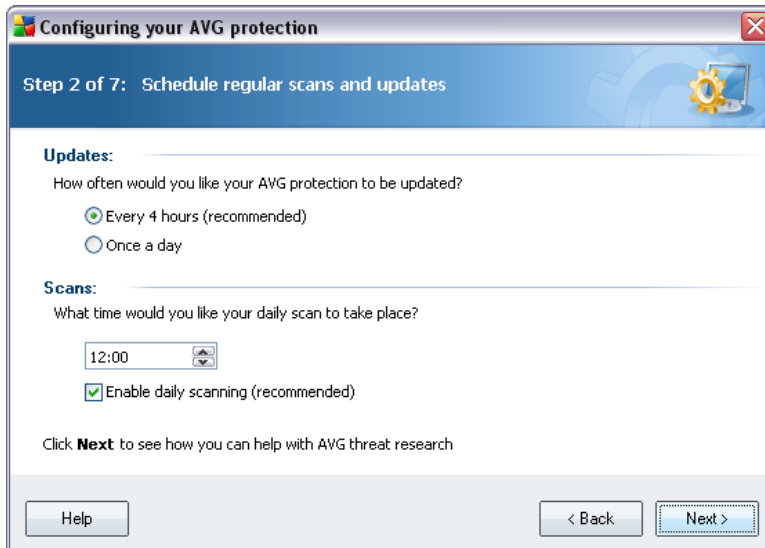 Configuring your AVG protection
Step 2 of 7: Schedule regular scans and updates
Updates:
How often would you like your AVG protection to be updated?
Every 4 hours (recommended)
Once a day
Scans:
What time would you like your daily scan to take place?
12:00
Enable daily scanning (recommended)
Click Next to see how you can help with AVG threat research
Help
< Back
Next >